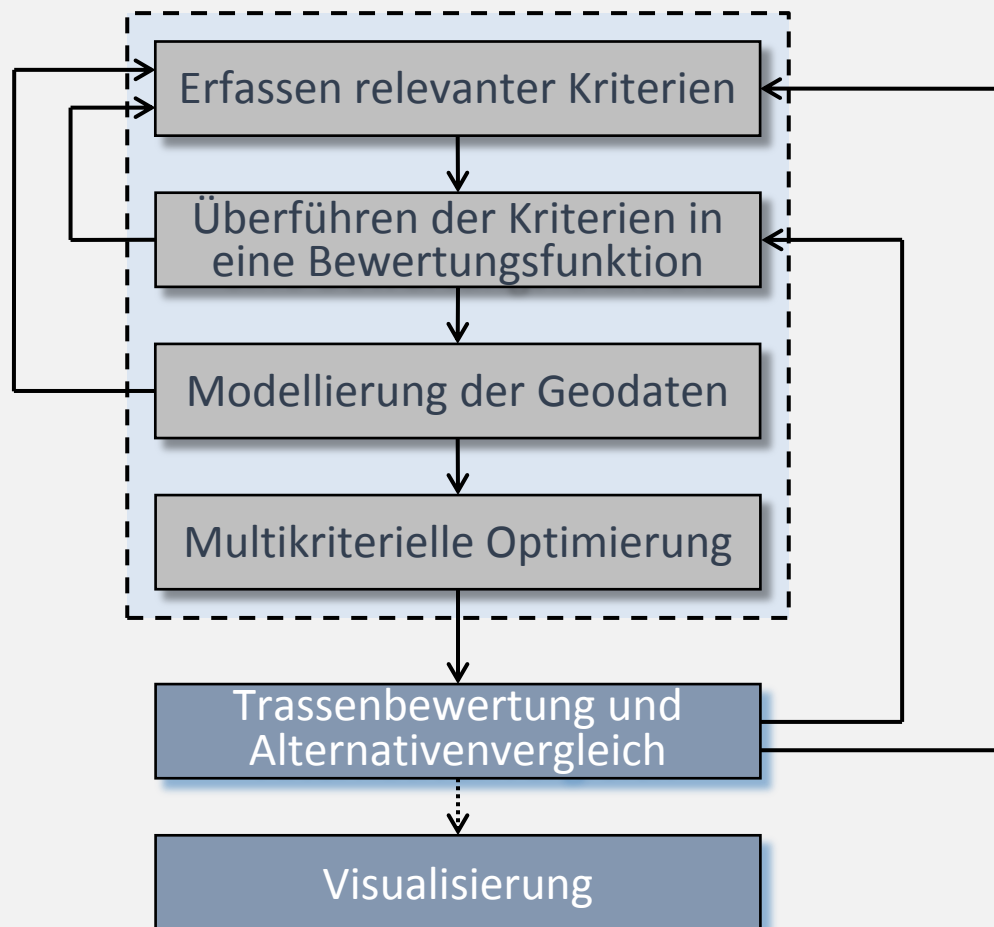 Erfassen relevanter Kriterien
Überführen der Kriterien in
eine Bewertungsfunktion
Modellierung der Geodaten
Multikriterielle Optimierung
Trassenbewertung und
Alternativenvergleich
Visualisierung